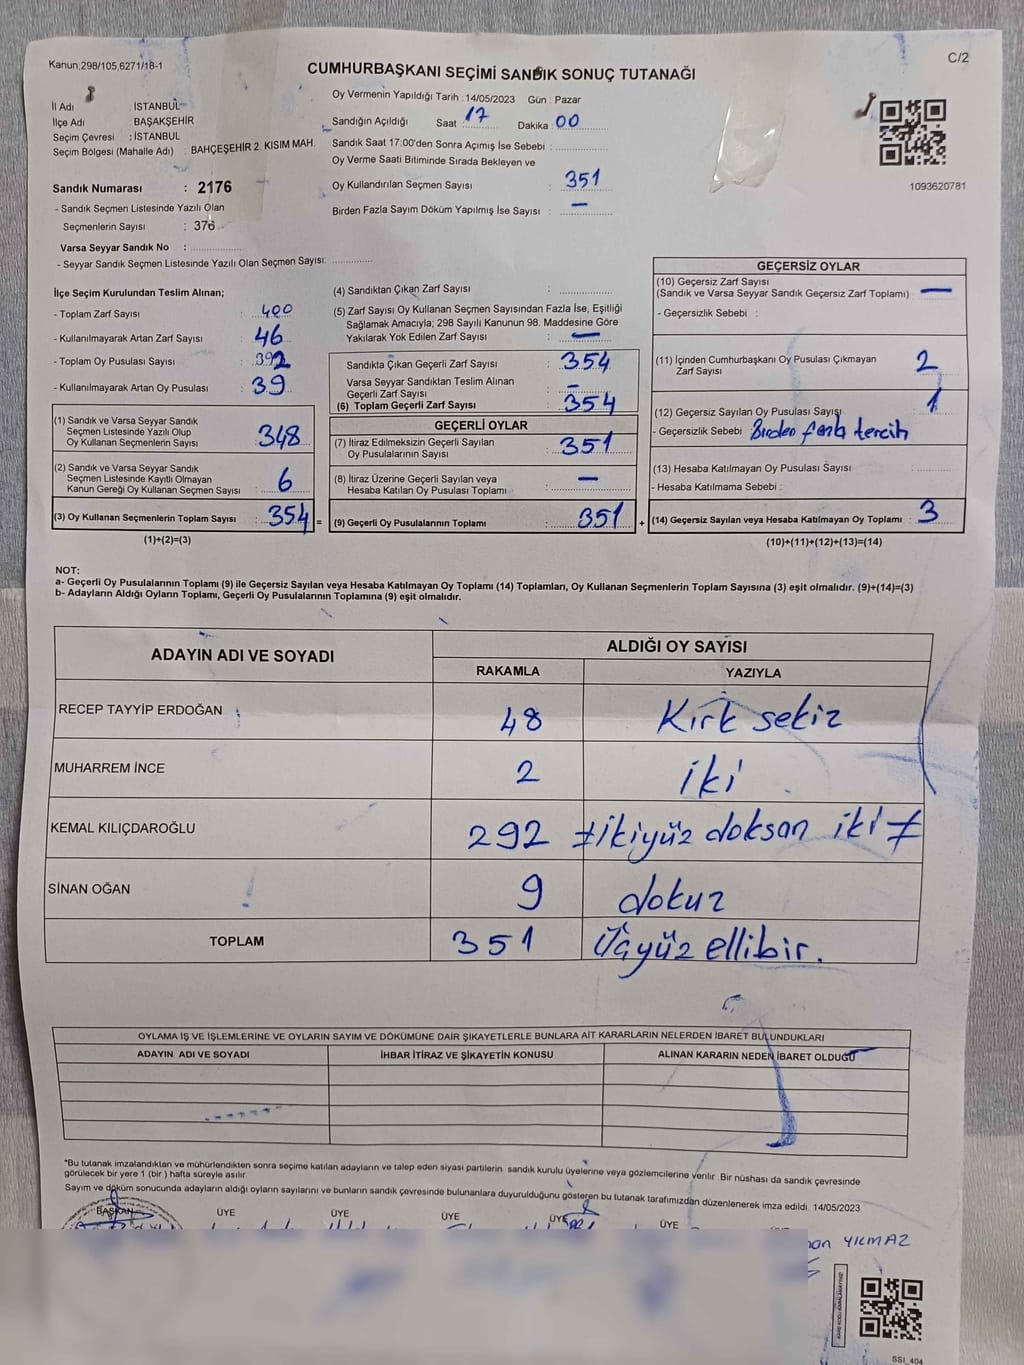 Kanun;298/105,6271/18-1
C/2
CUMHURBAŞKANI SEÇİMİ SANDIK SONUÇ TUTANAĞI
İl Adı : İSTANBUL
İlçe Adı BAŞAKŞEHİR
Seçim Çevresi : İSTANBUL
Seçim Bölgesi (Mahalle Adı) : BAHÇEŞEHİR 2. KISIM MAH.
Sandık Numarası : 2176
- Sandık Seçmen Listesinde Yazılı Olan
Seçmenlerin Sayısı : 376
Varsa Seyyar Sandık No :
- Seyyar Sandık Seçmen Listesinde Yazılı Olan Seçmen Sayısı:
Oy Vermenin Yapıldığı Tarih : 14/05/2023 Gün : Pazar
Sandığın Açıldığı Saat 17 Dakika 00
Sandık Saat 17:00'den Sonra Açımış İse Sebebi :
Oy Verme Saati Bitiminde Sırada Bekleyen ve
Oy Kullandırılan Seçmen Sayısı : 351
Birden Fazla Sayım Döküm Yapılmış İse Sayısı : —
1093620781
İlçe Seçim Kurulundan Teslim Alınan;
- Toplam Zarf Sayısı : 400
- Kullanılmayarak Artan Zarf Sayısı : 46
- Toplam Oy Pusulası Sayısı : 392
- Kullanılmayarak Artan Oy Pusulası : 39
(1) Sandık ve Varsa Seyyar Sandık
Seçmen Listesinde Yazılı Olup
Oy Kullanan Seçmenlerin Sayısı : 348
(2) Sandık ve Varsa Seyyar Sandık
Seçmen Listesinde Kayıtlı Olmayan
Kanun Gereği Oy Kullanan Seçmen Sayısı : 6
(3) Oy Kullanan Seçmenlerin Toplam Sayısı : 354 =
(1)+(2)=(3)
(4) Sandıktan Çıkan Zarf Sayısı :
(5) Zarf Sayısı Oy Kullanan Seçmen Sayısından Fazla İse, Eşitliği
Sağlamak Amacıyla; 298 Sayılı Kanunun 98. Maddesine Göre
Yakılarak Yok Edilen Zarf Sayısı : —
Sandıkta Çıkan Geçerli Zarf Sayısı : 354
Varsa Seyyar Sandıktan Teslim Alınan
Geçerli Zarf Sayısı : —
(6) Toplam Geçerli Zarf Sayısı : 354
GEÇERLİ OYLAR
(7) İtiraz Edilmeksizin Geçerli Sayılan
Oy Pusulalarının Sayısı : 351
(8) İtiraz Üzerine Geçerli Sayılan veya
Hesaba Katılan Oy Pusulası Toplamı : —
(9) Geçerli Oy Pusulalarının Toplamı : 351 +
GEÇERSİZ OYLAR
(10) Geçersiz Zarf Sayısı
(Sandık ve Varsa Seyyar Sandık Geçersiz Zarf Toplamı) : —
- Geçersizlik Sebebi :
(11) İçinden Cumhurbaşkanı Oy Pusulası Çıkmayan
Zarf Sayısı : 2
(12) Geçersiz Sayılan Oy Pusulası Sayısı : 1
- Geçersizlik Sebebi : Birden fazla tercih
(13) Hesaba Katılmayan Oy Pusulası Sayısı :
- Hesaba Katılmama Sebebi :
(14) Geçersiz Sayılan veya Hesaba Katılmayan Oy Toplamı : 3
(10)+(11)+(12)+(13)=(14)
NOT:
a- Geçerli Oy Pusulalarının Toplamı (9) ile Geçersiz Sayılan veya Hesaba Katılmayan Oy Toplamı (14) Toplamları, Oy Kullanan Seçmenlerin Toplam Sayısına (3) eşit olmalıdır. (9)+(14)=(3)
b- Adayların Aldığı Oyların Toplamı, Geçerli Oy Pusulalarının Toplamına (9) eşit olmalıdır.
ADAYIN ADI VE SOYADI ALDIĞI OY SAYISI
RAKAMLA YAZIYLA
RECEP TAYYİP ERDOĞAN 48 Kırk sekiz
MUHARREM İNCE 2 iki
KEMAL KILIÇDAROĞLU 292 ≠ikiyüz doksan iki≠
SİNAN OĞAN 9 dokuz
TOPLAM 351 Üçyüz ellibir.
OYLAMA İŞ VE İŞLEMLERİNE VE OYLARIN SAYIM VE DÖKÜMÜNE DAİR ŞİKAYETLERLE BUNLARA AİT KARARLARIN NELERDEN İBARET BULUNDUKLARI
ADAYIN ADI VE SOYADI İHBAR İTİRAZ VE ŞİKAYETİN KONUSU ALINAN KARARIN NEDEN İBARET OLDUĞU
*Bu tutanak imzalandıktan ve mühürlendikten sonra seçime katılan adayların ve talep eden siyasi partilerin sandık kurulu üyelerine veya gözlemcilerine verilir. Bir nüshası da sandık çevresinde
görülecek bir yere 1 (bir ) hafta süreyle asılır.
Sayım ve döküm sonucunda adayların aldığı oyların sayılarını ve bunların sandık çevresinde bulunanlara duyurulduğunu gösteren bu tutanak tarafımızdan düzenlenerek imza edildi. 14/05/2023
BAŞKAN ÜYE ÜYE ÜYE ÜYE ÜYE
YILMAZ
SSI_404